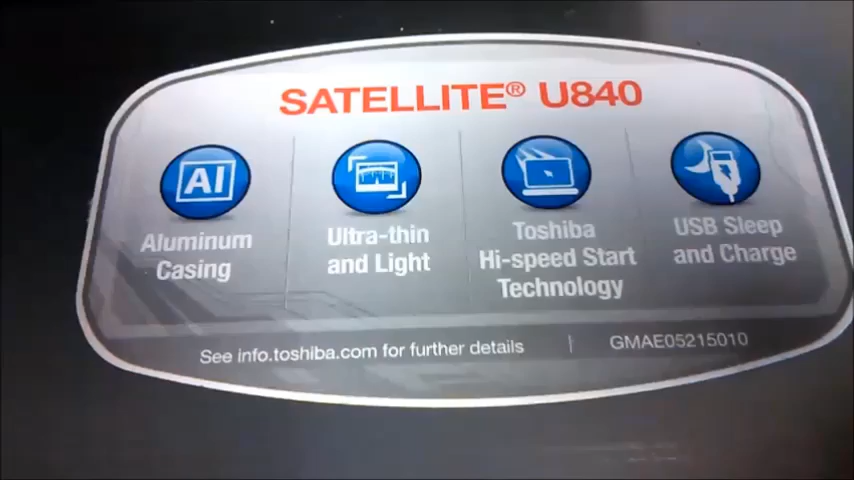 SATELLITE® U840
Al
Aluminum
Casing
Ultra-thin
and Light
Toshiba
Hi-speed Start
Technology
USB Sleep
and Charge
See info.toshiba.com for further details | GMAE05215010